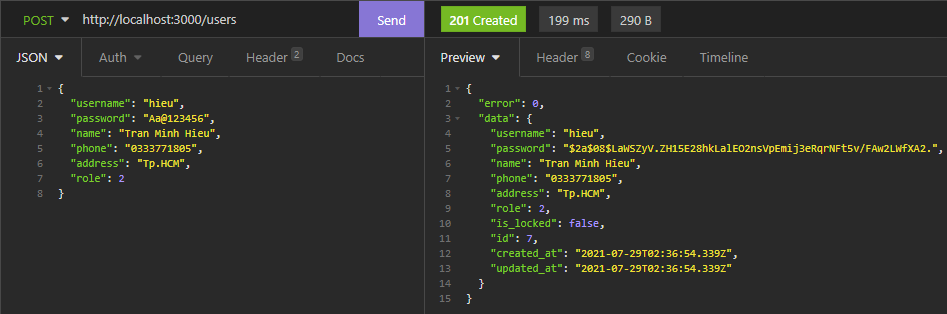 POST http://localhost:3000/users Send
201 Created 199 ms 290 B
JSON Auth Query Header 2 Docs
Preview Header 8 Cookie Timeline
1 {
2 "username": "hieu",
3 "password": "Aa@123456",
4 "name": "Tran Minh Hieu",
5 "phone": "0333771805",
6 "address": "Tp.HCM",
7 "role": 2
8 }
1 {
2 "error": 0,
3 "data": {
4 "username": "hieu",
5 "password": "$2a$08$LaWSZyV.ZH15E28hkLalEO2nsVpEmij3eRqrNFt5v/FAw2LWfXA2.",
6 "name": "Tran Minh Hieu",
7 "phone": "0333771805",
8 "address": "Tp.HCM",
9 "role": 2,
10 "is_locked": false,
11 "id": 7,
12 "created_at": "2021-07-29T02:36:54.339Z",
13 "updated_at": "2021-07-29T02:36:54.339Z"
14 }
15 }